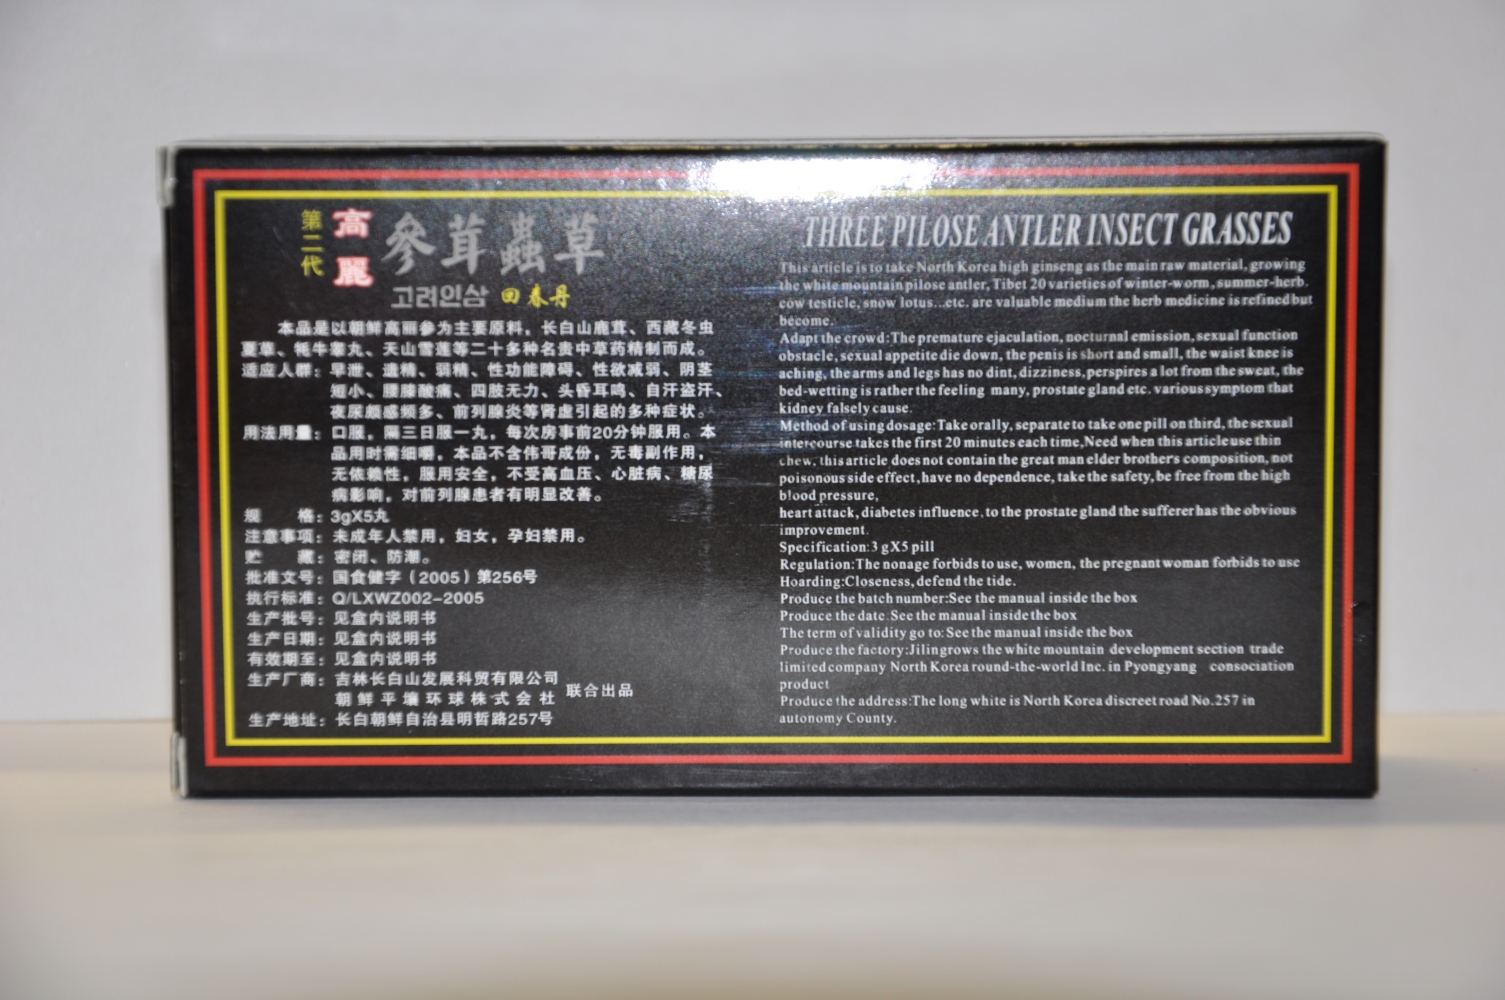 第二代
高麗
參茸蟲草
고려인삼 回春丹
本品是以朝鲜高丽参为主要原料，长白山鹿茸、西藏冬虫
夏草、牦牛睾丸、天山雪莲等二十多种名贵中草药精制而成。
适应人群：早泄、遗精、弱精、性功能障碍、性欲减弱、阴茎
短小、腰膝酸痛、四肢无力、头昏耳鸣、自汗盗汗、
夜尿颇感频多、前列腺炎等肾虚引起的多种症状。
用法用量：口服，隔三日服一丸，每次房事前20分钟服用。本
品用时需细嚼，本品不含伟哥成份，无毒副作用，
无依赖性，服用安全，不受高血压、心脏病、糖尿
病影响，对前列腺患者有明显改善。
规 格：3gX5丸
注意事项：未成年人禁用，妇女，孕妇禁用。
贮 藏：密闭、防潮。
批准文号：国食健字（2005）第256号
执行标准：Q/LXWZ002-2005
生产批号：见盒内说明书
生产日期：见盒内说明书
有效期至：见盒内说明书
生产厂商：吉林长白山发展科贸有限公司
朝鲜平壤环球株式会社 联合出品
生产地址：长白朝鲜自治县明哲路257号
THREE PILOSE ANTLER INSECT GRASSES
This article is to take North Korea high ginseng as the main raw material, growing
the white mountain pilose antler, Tibet 20 varieties of winter-worm, summer-herb.
cow testicle, snow lotus...etc. are valuable medium the herb medicine is refined but
become.
Adapt the crowd:The premature ejaculation, nocturnal emission, sexual function
obstacle, sexual appetite die down, the penis is short and small, the waist knee is
aching, the arms and legs has no dint, dizziness, perspires a lot from the sweat, the
bed-wetting is rather the feeling many, prostate gland etc. various symptom that
kidney falsely cause.
Method of using dosage:Take orally, separate to take one pill on third, the sexual
intercourse takes the first 20 minutes each time,Need when this article use thin
chew, this article does not contain the great man elder brother's composition, not
poisonous side effect, have no dependence, take the safety, be free from the high
blood pressure,
heart attack, diabetes influence, to the prostate gland the sufferer has the obvious
improvement.
Specification:3 gX5 pill
Regulation:The nonage forbids to use, women, the pregnant woman forbids to use
Hoarding:Closeness, defend the tide.
Produce the batch number:See the manual inside the box
Produce the date:See the manual inside the box
The term of validity go to:See the manual inside the box
Produce the factory:Jilin grows the white mountain development section trade
limited company North Korea round-the-world Inc. in Pyongyang consociation
product
Produce the address:The long white is North Korea discreet road No.257 in
autonomy County.